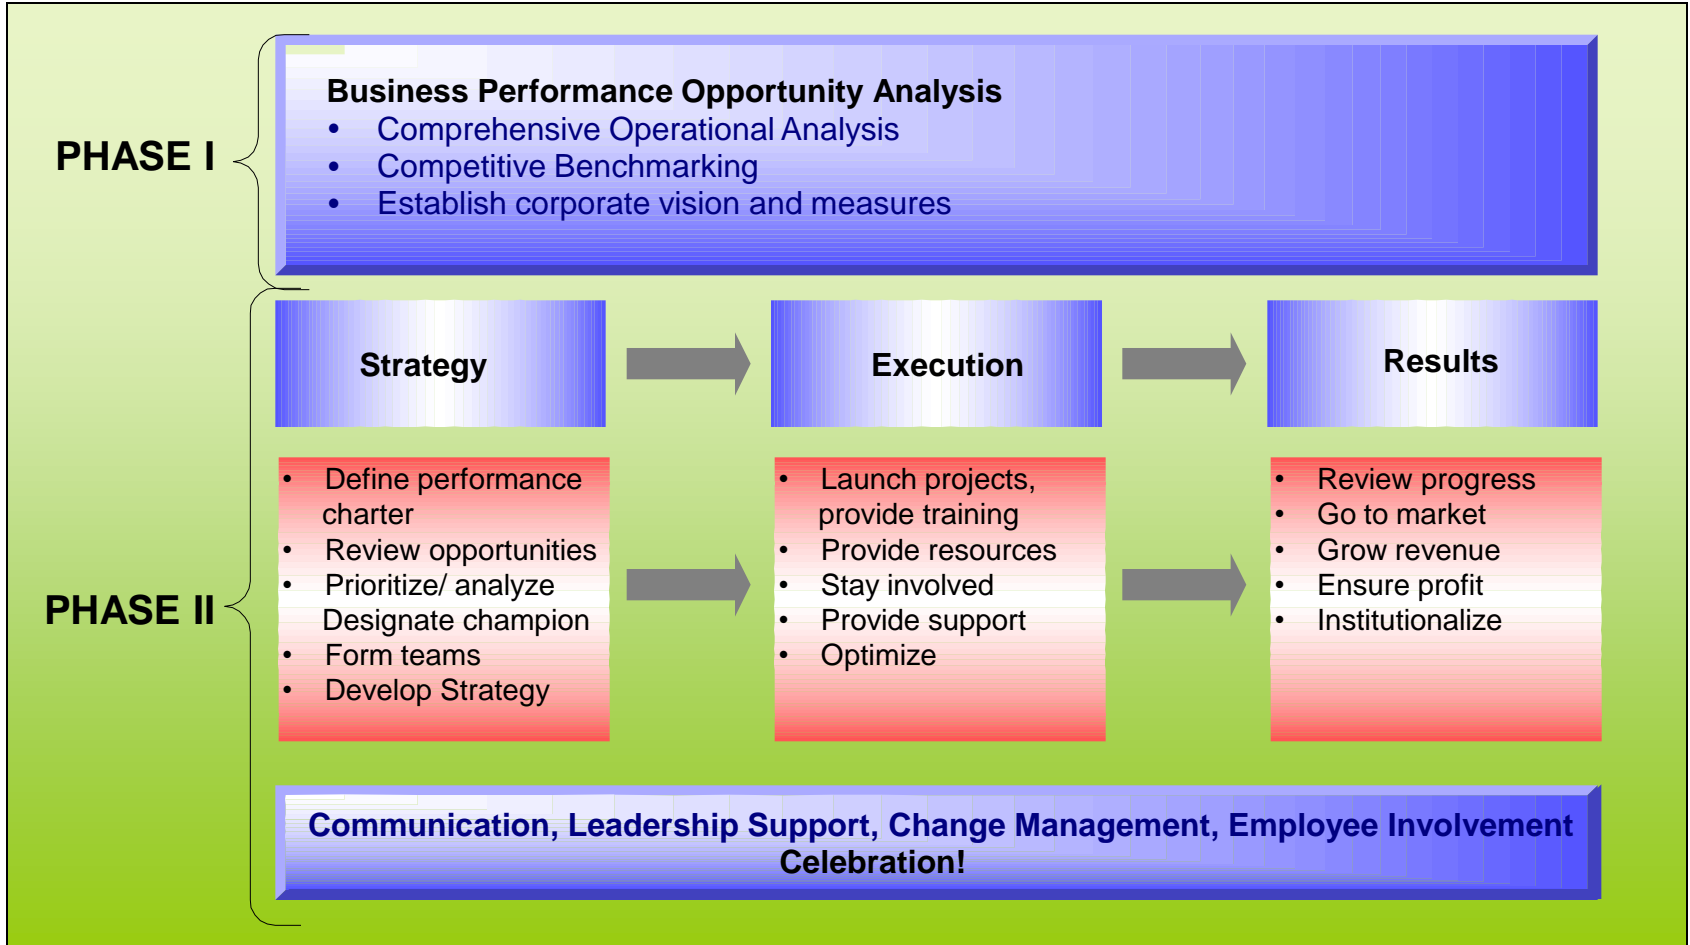 PHASE I
Business Performance Opportunity Analysis
• Comprehensive Operational Analysis
• Competitive Benchmarking
• Establish corporate vision and measures
PHASE II
Strategy
Execution
Results
• Define performance
charter
• Review opportunities
• Prioritize/ analyze
Designate champion
• Form teams
• Develop Strategy
• Launch projects,
provide training
• Provide resources
• Stay involved
• Provide support
• Optimize
• Review progress
• Go to market
• Grow revenue
• Ensure profit
• Institutionalize
Communication, Leadership Support, Change Management, Employee Involvement
Celebration!